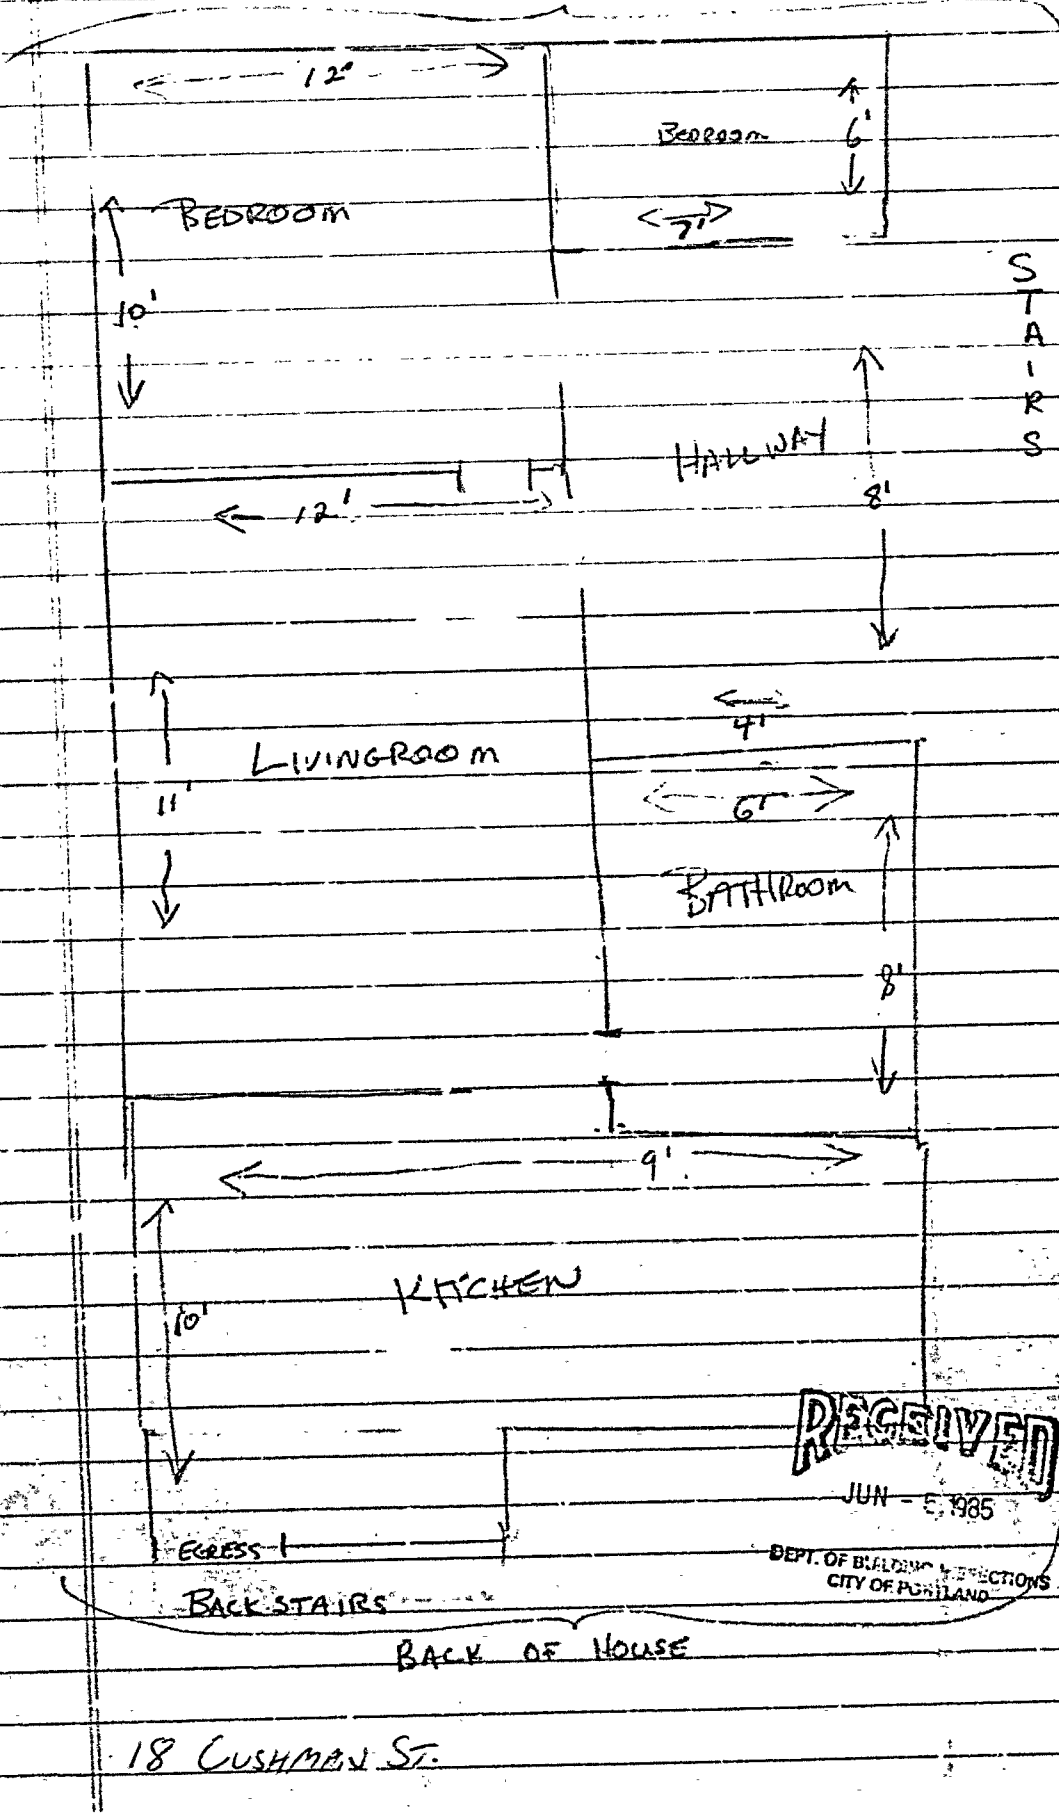 12'
BEDROOM
6'
7'
BEDROOM
10'
STAIRS
HALLWAY
8'
12'
4'
LIVINGROOM
11'
6'
BATHROOM
8'
9'
KITCHEN
10'
RECEIVED
JUN - 5 1985
EGRESS
DEPT. OF BUILDING INSPECTIONS
CITY OF PORTLAND
BACKSTAIRS
BACK OF HOUSE
18 CUSHMAN ST.